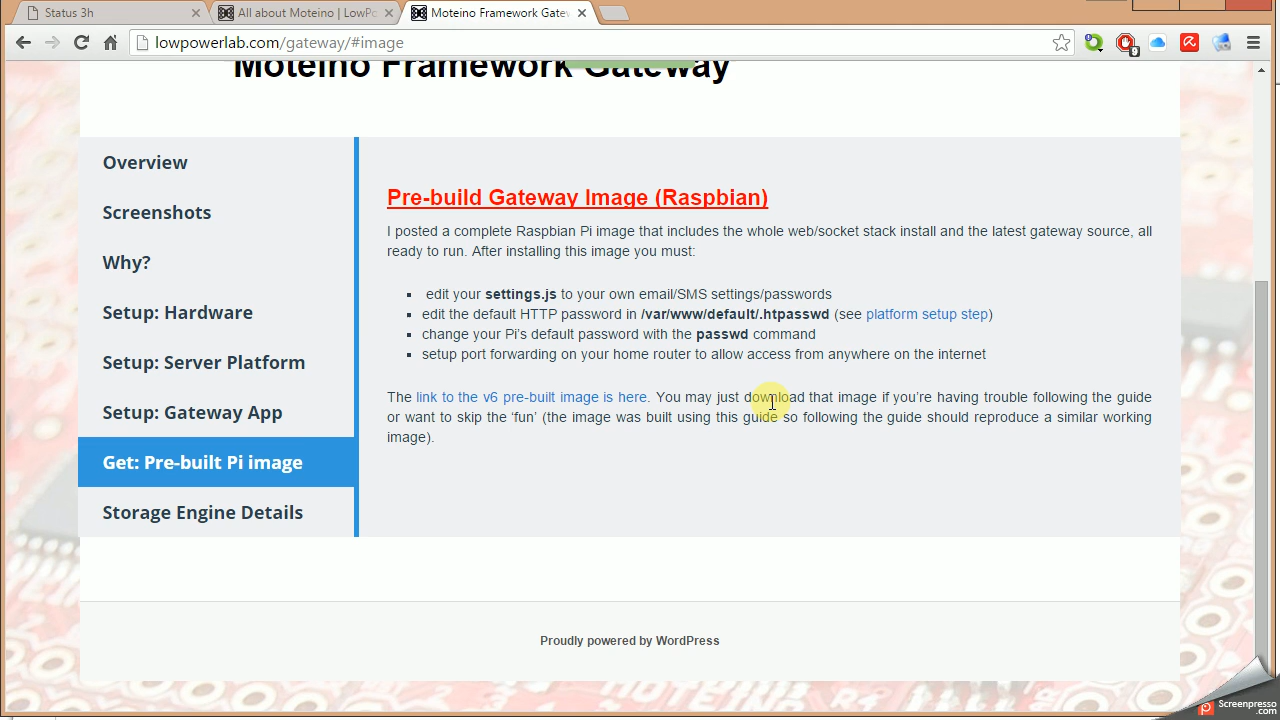 Status 3h
All about Moteino | LowPo
Moteino Framework Gatew
lowpowerlab.com/gateway/#image
9
Moteino Framework Gateway
Overview
Screenshots
Why?
Setup: Hardware
Setup: Server Platform
Setup: Gateway App
Get: Pre-built Pi image
Storage Engine Details
Pre-build Gateway Image (Raspbian)
I posted a complete Raspbian Pi image that includes the whole web/socket stack install and the latest gateway source, all
ready to run. After installing this image you must:
edit your settings.js to your own email/SMS settings/passwords
edit the default HTTP password in /var/www/default/.htpasswd (see platform setup step)
change your Pi’s default password with the passwd command
setup port forwarding on your home router to allow access from anywhere on the internet
The link to the v6 pre-built image is here. You may just download that image if you’re having trouble following the guide
or want to skip the ‘fun’ (the image was built using this guide so following the guide should reproduce a similar working
image).
Proudly powered by WordPress
Screenpresso
.com